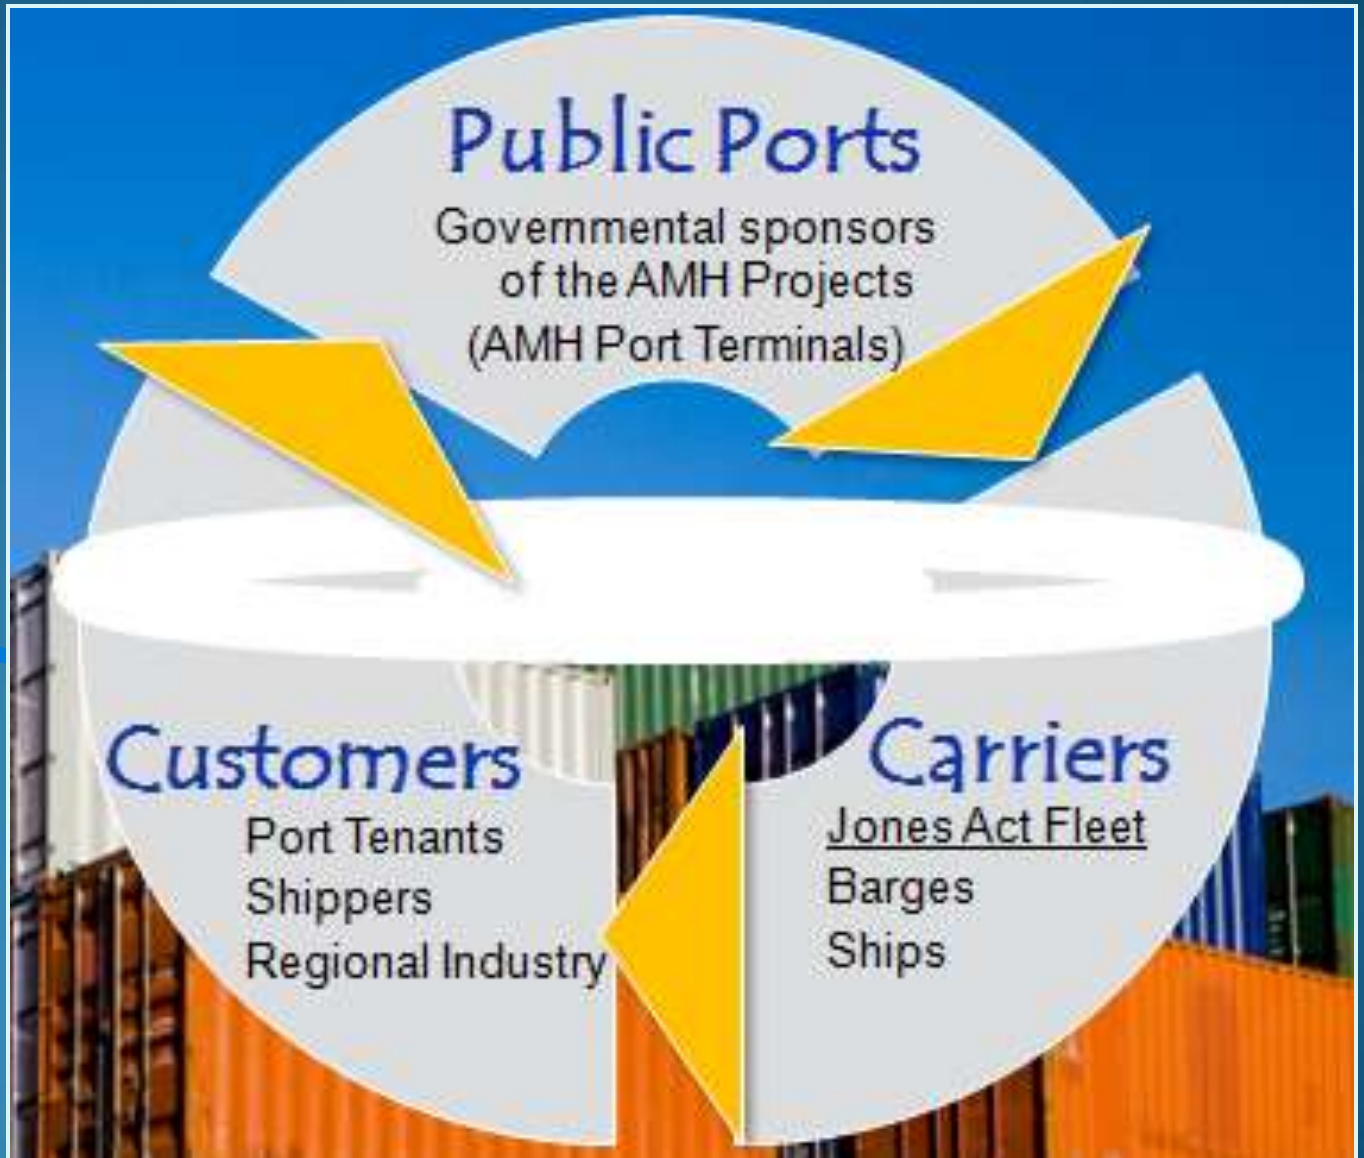 Public Ports
Governmental sponsors
of the AMH Projects
(AMH Port Terminals)
Customers
Port Tenants
Shippers
Regional Industry
Carriers
Jones Act Fleet
Barges
Ships